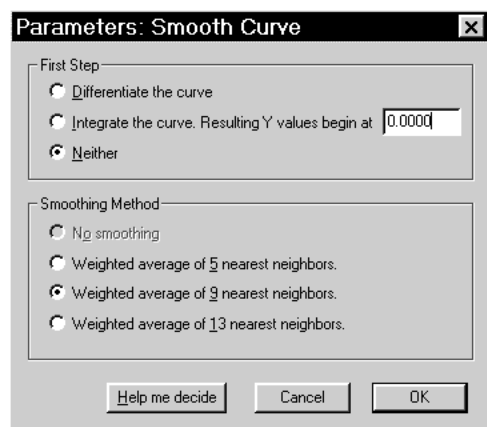 Parameters: Smooth Curve
First Step
Differentiate the curve
Integrate the curve. Resulting Y values begin at 0.0000
Neither
Smoothing Method
No smoothing
Weighted average of 5 nearest neighbors.
Weighted average of 9 nearest neighbors.
Weighted average of 13 nearest neighbors.
Help me decide Cancel OK